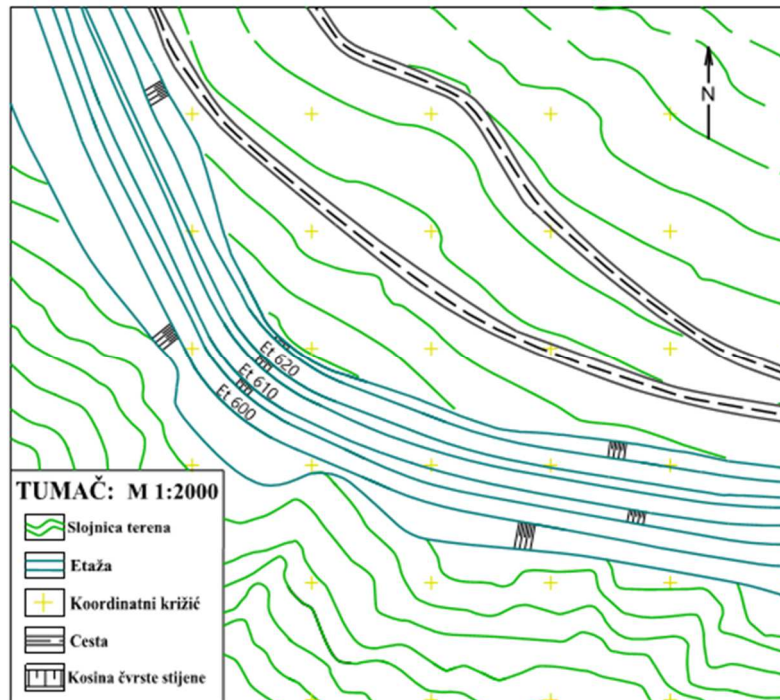 N
Et 620
Et 610
Et 600
TUMAČ: M 1:2000
Slojnica terena
Etaža
Koordinatni križić
Cesta
Kosina čvrste stijene